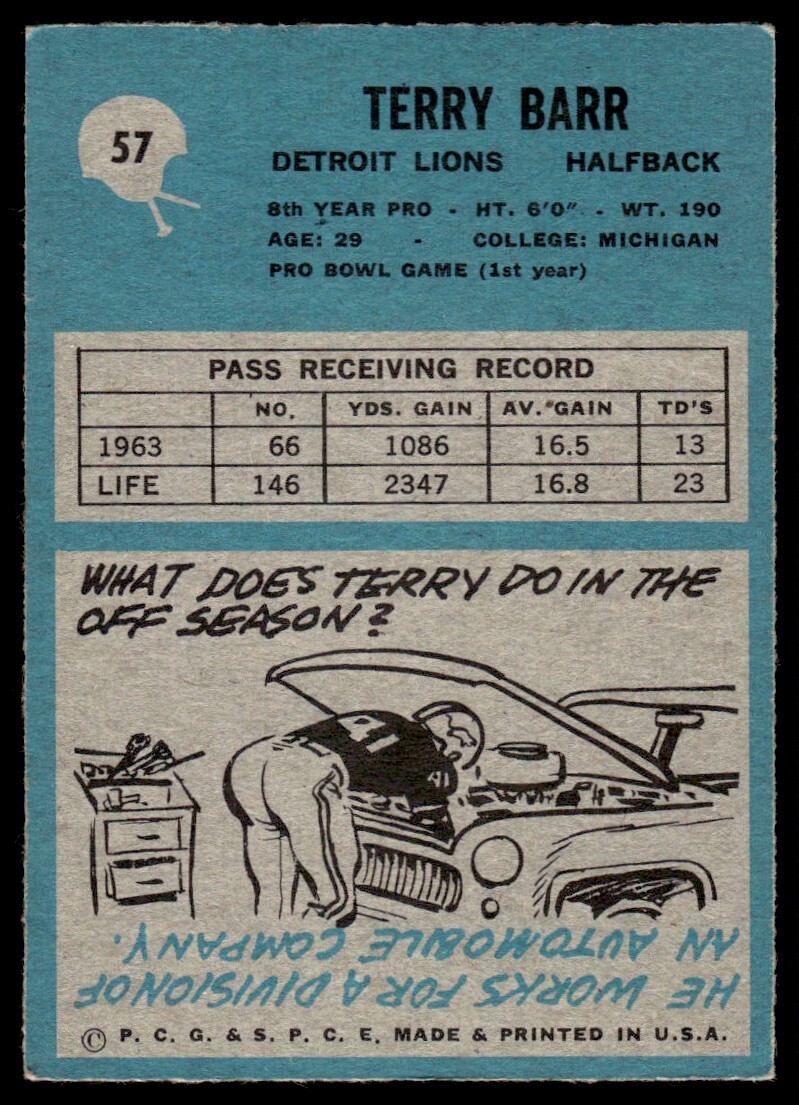 57
TERRY BARR
DETROIT LIONS HALFBACK
8th YEAR PRO - HT. 6'0" - WT. 190
AGE: 29 - COLLEGE: MICHIGAN
PRO BOWL GAME (1st year)
PASS RECEIVING RECORD
NO. YDS. GAIN AV. GAIN TD'S
1963 66 1086 16.5 13
LIFE 146 2347 16.8 23
WHAT DOES TERRY DO IN THE
OFF SEASON?
HE WORKS FOR A DIVISION OF
AN AUTOMOBILE COMPANY.
© P. C. G. & S. P. C. E. MADE & PRINTED IN U.S.A.